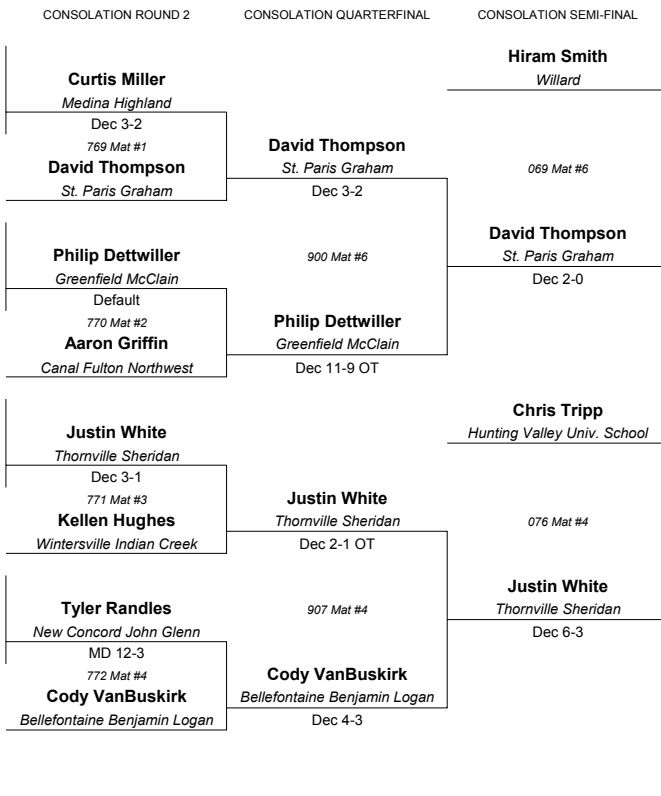 CONSOLATION ROUND 2
CONSOLATION QUARTERFINAL
CONSOLATION SEMI-FINAL
Curtis Miller
Medina Highland
Dec 3-2
769 Mat #1
David Thompson
St. Paris Graham
Philip Dettwiller
Greenfield McClain
Default
770 Mat #2
Aaron Griffin
Canal Fulton Northwest
Justin White
Thornville Sheridan
Dec 3-1
771 Mat #3
Kellen Hughes
Wintersville Indian Creek
Tyler Randles
New Concord John Glenn
MD 12-3
772 Mat #4
Cody VanBuskirk
Bellefontaine Benjamin Logan
David Thompson
St. Paris Graham
Dec 3-2
900 Mat #6
Philip Dettwiller
Greenfield McClain
Dec 11-9 OT
Justin White
Thornville Sheridan
Dec 2-1 OT
907 Mat #4
Cody VanBuskirk
Bellefontaine Benjamin Logan
Dec 4-3
Hiram Smith
Willard
069 Mat #6
David Thompson
St. Paris Graham
Dec 2-0
Chris Tripp
Hunting Valley Univ. School
076 Mat #4
Justin White
Thornville Sheridan
Dec 6-3